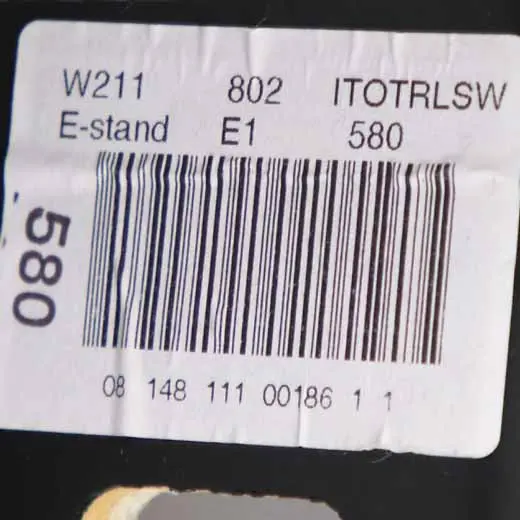 W211 802 ITOTRLSW
E-stand E1 580
580
08 148 111 00186 1 1